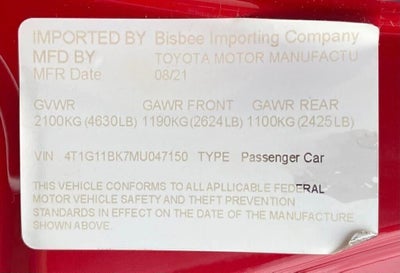 IMPORTED BY Bisbee Importing Company
MFD BY TOYOTA MOTOR MANUFACTU
MFR Date 08/21
GVWR GAWR FRONT GAWR REAR
2100KG (4630LB) 1190KG (2624LB) 1100KG (2425LB)
VIN 4T1G11BK7MU047150 TYPE Passenger Car
THIS VEHICLE CONFORMS TO ALL APLICABLE FEDERAL
MOTOR VEHICLE SAFETY AND THEFT PREVENTION
STANDARDS IN EFFECT ON THE DATE OF THE MANUFACTURE
SHOWN ABOVE.